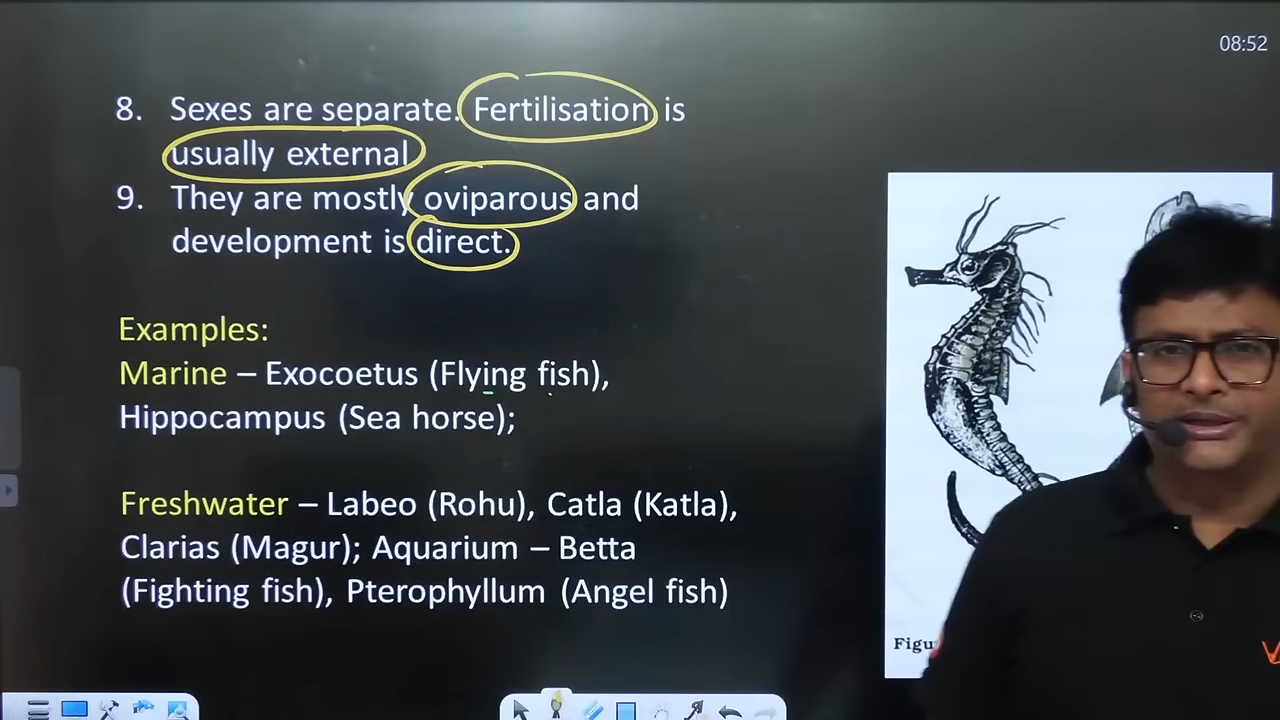 08:52
8. Sexes are separate. Fertilisation is
usually external
9. They are mostly oviparous and
development is direct.
Examples:
Marine – Exocoetus (Flying fish),
Hippocampus (Sea horse);
Freshwater – Labeo (Rohu), Catla (Katla),
Clarias (Magur); Aquarium – Betta
(Fighting fish), Pterophyllum (Angel fish)